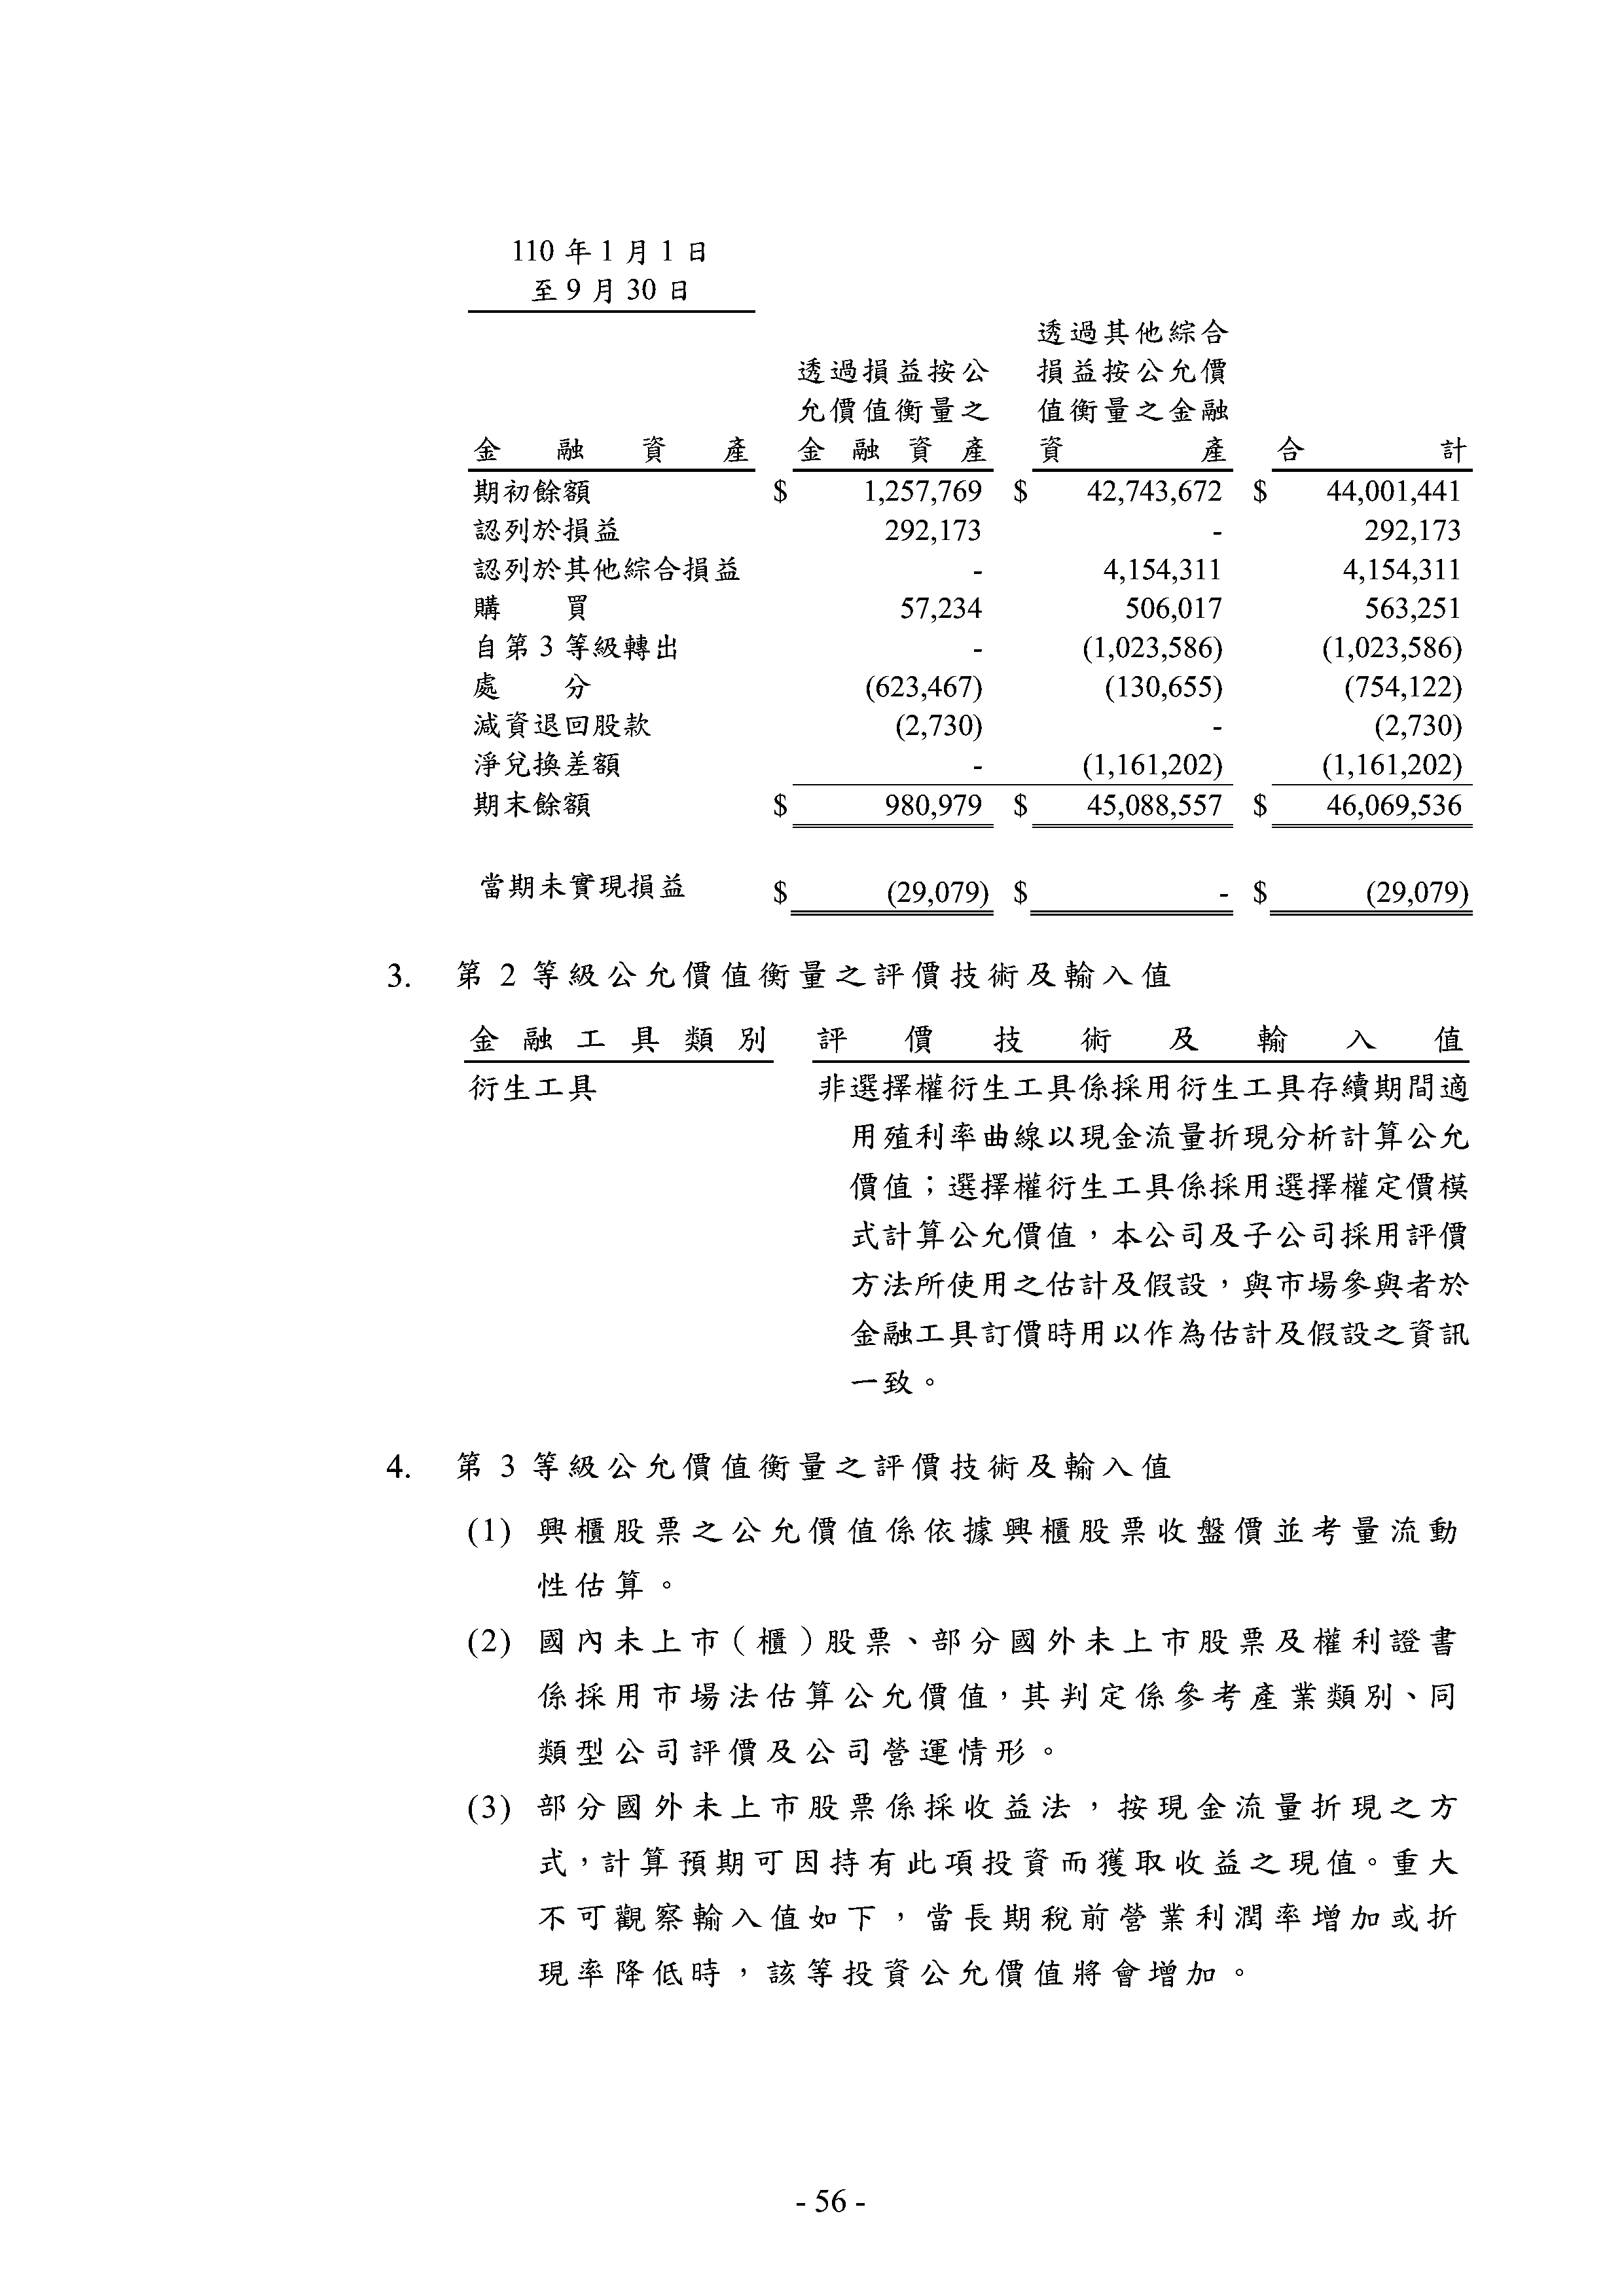 110 年 1 月 1 日
至 9 月 30 日
透過其他綜合
透過損益按公 損益按公允價
允價值衡量之 值衡量之金融
金融資產 金融資產 資產 合計
期初餘額 $ 1,257,769 $ 42,743,672 $ 44,001,441
認列於損益 292,173 - 292,173
認列於其他綜合損益 - 4,154,311 4,154,311
購買 57,234 506,017 563,251
自第 3 等級轉出 - (1,023,586) (1,023,586)
處分 (623,467) (130,655) (754,122)
減資退回股款 (2,730) - (2,730)
淨兌換差額 - (1,161,202) (1,161,202)
期末餘額 $ 980,979 $ 45,088,557 $ 46,069,536
當期未實現損益 $ (29,079) $ - $ (29,079)
3. 第 2 等級公允價值衡量之評價技術及輸入值
金融工具類別 評價技術及輸入值
衍生工具 非選擇權衍生工具係採用衍生工具存續期間適
用殖利率曲線以現金流量折現分析計算公允
價值；選擇權衍生工具係採用選擇權定價模
式計算公允價值，本公司及子公司採用評價
方法所使用之估計及假設，與市場參與者於
金融工具訂價時用以作為估計及假設之資訊
一致。
4. 第 3 等級公允價值衡量之評價技術及輸入值
(1) 興櫃股票之公允價值係依據興櫃股票收盤價並考量流動
性估算。
(2) 國內未上市（櫃）股票、部分國外未上市股票及權利證書
係採用市場法估算公允價值，其判定係參考產業類別、同
類型公司評價及公司營運情形。
(3) 部分國外未上市股票係採收益法，按現金流量折現之方
式，計算預期可因持有此項投資而獲取收益之現值。重大
不可觀察輸入值如下，當長期稅前營業利潤率增加或折
現率降低時，該等投資公允價值將會增加。
- 56 -